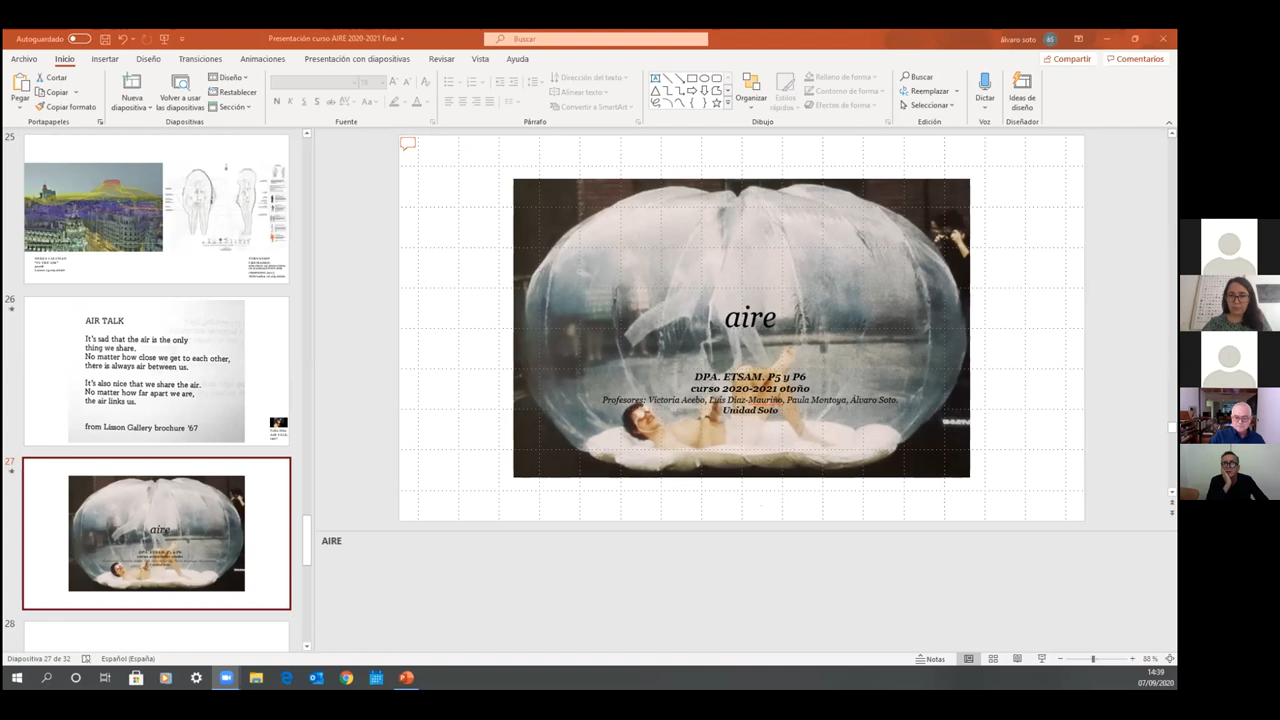 Autoguardado
Presentación curso AIRE 2020-2021 final
Buscar
álvaro soto
Archivo
Inicio
Insertar
Diseño
Transiciones
Animaciones
Presentación con diapositivas
Revisar
Vista
Ayuda
Compartir
Comentarios
Pegar
Cortar
Copiar
Copiar formato
Portapapeles
Nueva diapositiva
Volver a usar las diapositivas
Diseño
Restablecer
Sección
Diapositivas
18
N K S S ab AV Aa
Fuente
Dirección del texto
Alinear texto
Convertir a SmartArt
Párrafo
Organizar
Estilos rápidos
Relleno de forma
Contorno de forma
Efectos de forma
Dibujo
Buscar
Reemplazar
Seleccionar
Edición
Dictar
Voz
Ideas de diseño
Diseñador
25
26
AIR TALK
It's sad that the air is the only
thing we share.
No matter how close we get to each other,
there is always air between us.
It's also nice that we share the air.
No matter how far apart we are,
the air links us.
from Lisson Gallery brochure '67
27
aire
DPA. ETSAM. P5 y P6
28
aire
DPA. ETSAM. P5 y P6
curso 2020-2021 otoño
Profesores: Victoria Acebo, Luis Díaz-Mauriño, Paula Montoya, Álvaro Soto.
Unidad Soto
AIRE
Diapositiva 27 de 32
Español (España)
Notas
88 %
14:39
07/09/2020